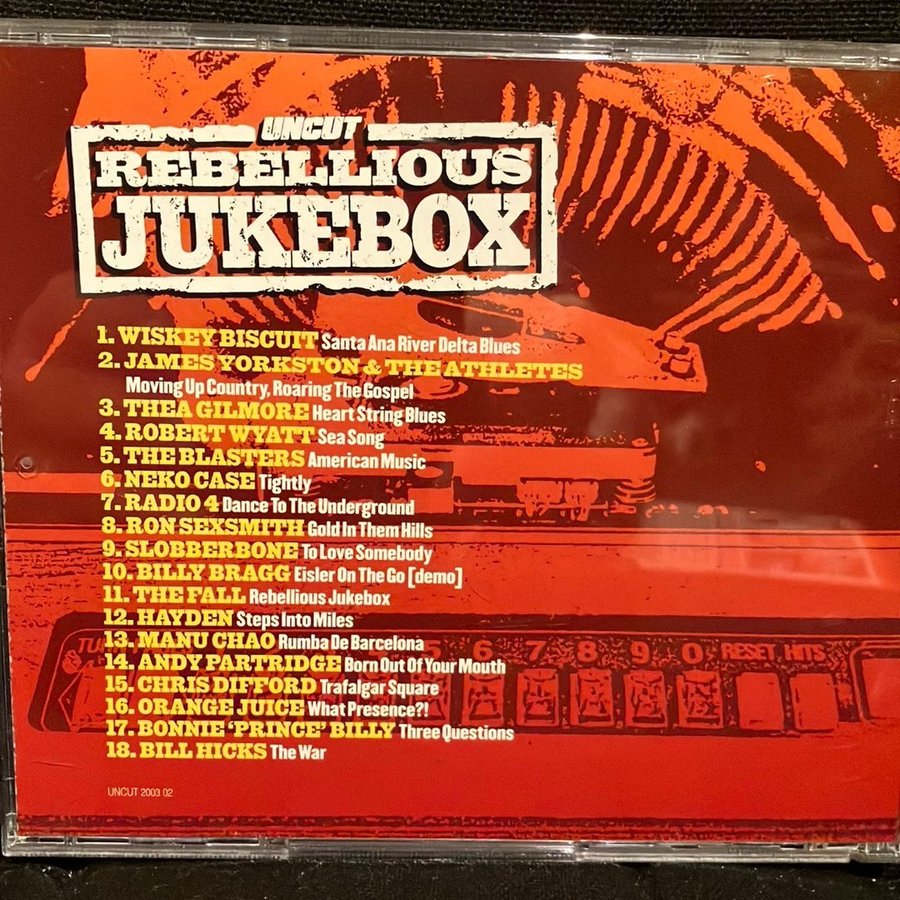 UNCUT
REBELLIOUS
JUKEBOX
1. WISKEY BISCUIT Santa Ana River Delta Blues
2. JAMES YORKSTON & THE ATHLETES
Moving Up Country, Roaring The Gospel
3. THEA GILMORE Heart String Blues
4. ROBERT WYATT Sea Song
5. THE BLASTERS American Music
6. NEKO CASE Tightly
7. RADIO 4 Dance To The Underground
8. RON SEXSMITH Gold In Them Hills
9. SLOBBERBONE To Love Somebody
10. BILLY BRAGG Eisler On The Go [demo]
11. THE FALL Rebellious Jukebox
12. HAYDEN Steps Into Miles
13. MANU CHAO Rumba De Barcelona
14. ANDY PARTRIDGE Born Out Of Your Mouth
15. CHRIS DIFFORD Trafalgar Square
16. ORANGE JUICE What Presence?!
17. BONNIE 'PRINCE' BILLY Three Questions
18. BILL HICKS The War
6 7 8 9 0 RESET HITS
UNCUT 2003 02